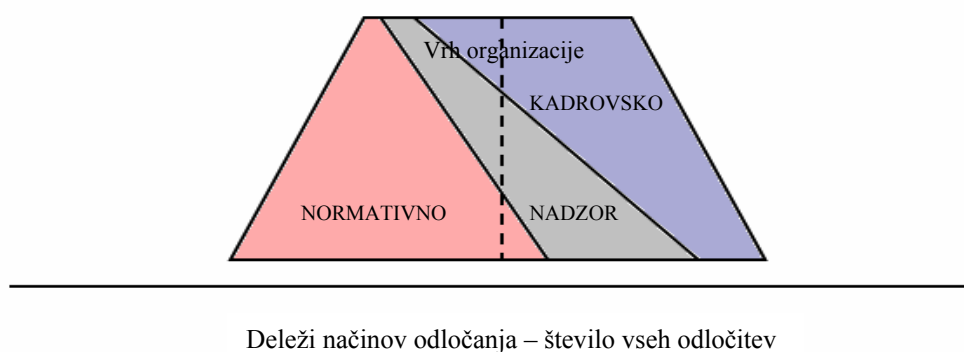 Vrh organizacije
KADROVSKO
NORMATIVNO
NADZOR
Deleži načinov odločanja – število vseh odločitev